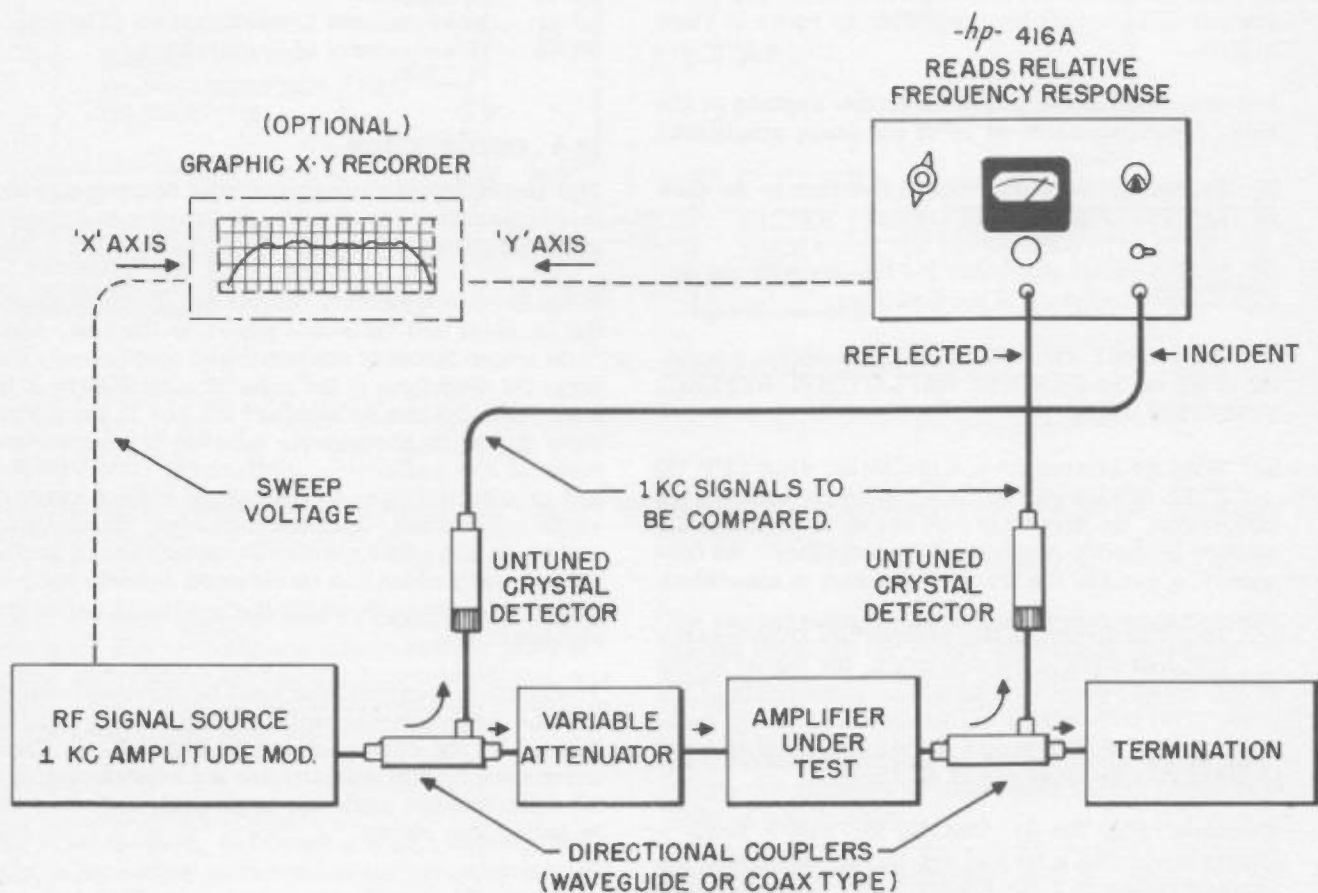 -hp- 416A
READS RELATIVE
FREQUENCY RESPONSE
(OPTIONAL)
GRAPHIC X-Y RECORDER
'X' AXIS
'Y' AXIS
REFLECTED
INCIDENT
SWEEP
VOLTAGE
1 KC SIGNALS TO
BE COMPARED.
UNTUNED
CRYSTAL
DETECTOR
UNTUNED
CRYSTAL
DETECTOR
RF SIGNAL SOURCE
1 KC AMPLITUDE MOD.
VARIABLE
ATTENUATOR
AMPLIFIER
UNDER
TEST
TERMINATION
DIRECTIONAL COUPLERS
(WAVEGUIDE OR COAX TYPE)